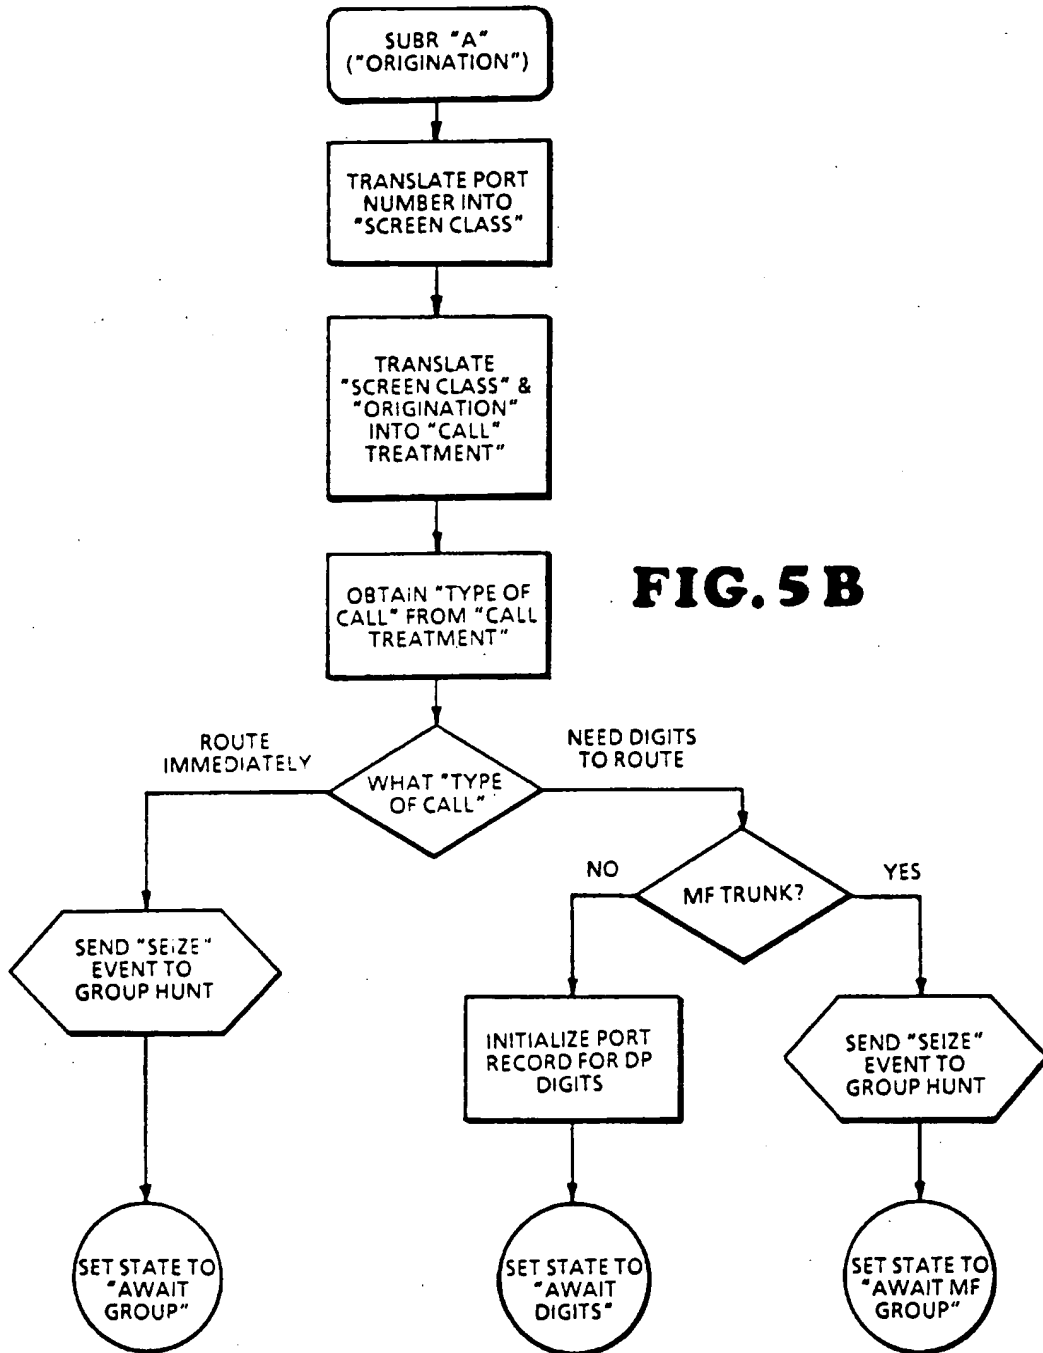 SUBR "A"
("ORIGINATION")
TRANSLATE PORT
NUMBER INTO
"SCREEN CLASS"
TRANSLATE
"SCREEN CLASS" &
"ORIGINATION"
INTO "CALL"
TREATMENT"
OBTAIN "TYPE OF
CALL" FROM "CALL
TREATMENT"
FIG. 5B
ROUTE
IMMEDIATELY
WHAT "TYPE
OF CALL"
NEED DIGITS
TO ROUTE
NO
MF TRUNK?
YES
SEND "SEIZE"
EVENT TO
GROUP HUNT
INITIALIZE PORT
RECORD FOR DP
DIGITS
SEND "SEIZE"
EVENT TO
GROUP HUNT
SET STATE TO
"AWAIT
GROUP"
SET STATE TO
"AWAIT
DIGITS"
SET STATE TO
"AWAIT MF
GROUP"